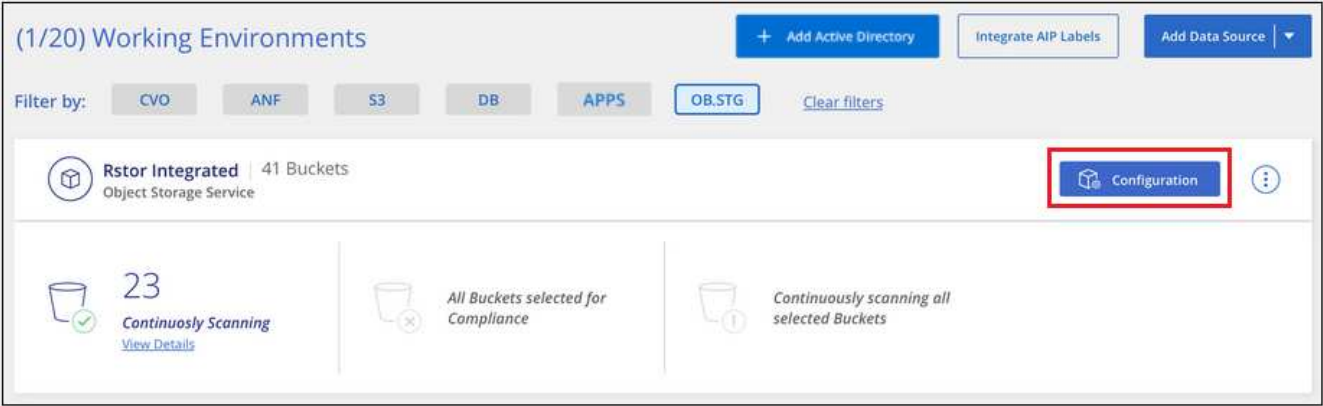 (1/20) Working Environments
+ Add Active Directory
Integrate AIP Labels
Add Data Source
Filter by:
CVO
ANF
S3
DB
APPS
OB.STG
Clear filters
Rstor Integrated | 41 Buckets
Object Storage Service
Configuration
23
Continuosly Scanning
View Details
All Buckets selected for
Compliance
Continuously scanning all
selected Buckets